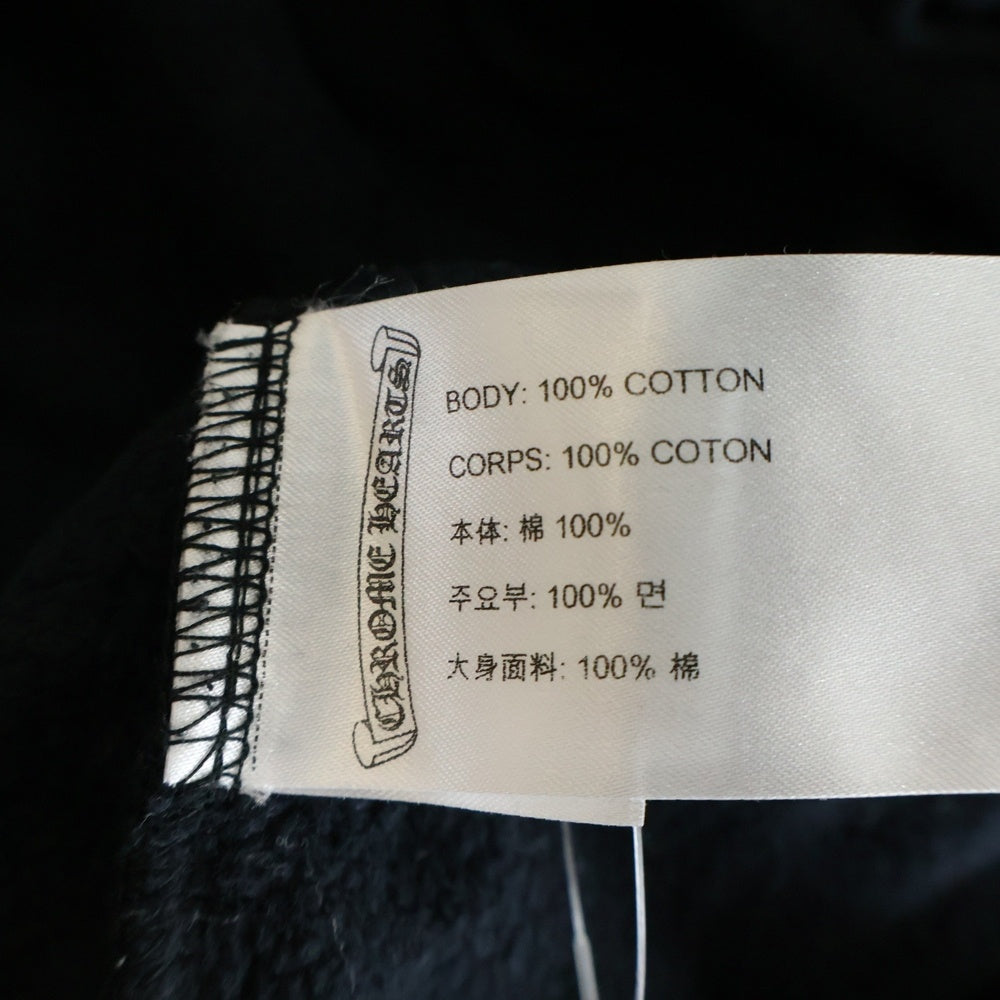 CHROME HEARTS
BODY: 100% COTTON
CORPS: 100% COTON
本体: 棉 100%
주요부: 100% 면
大身面料: 100% 棉